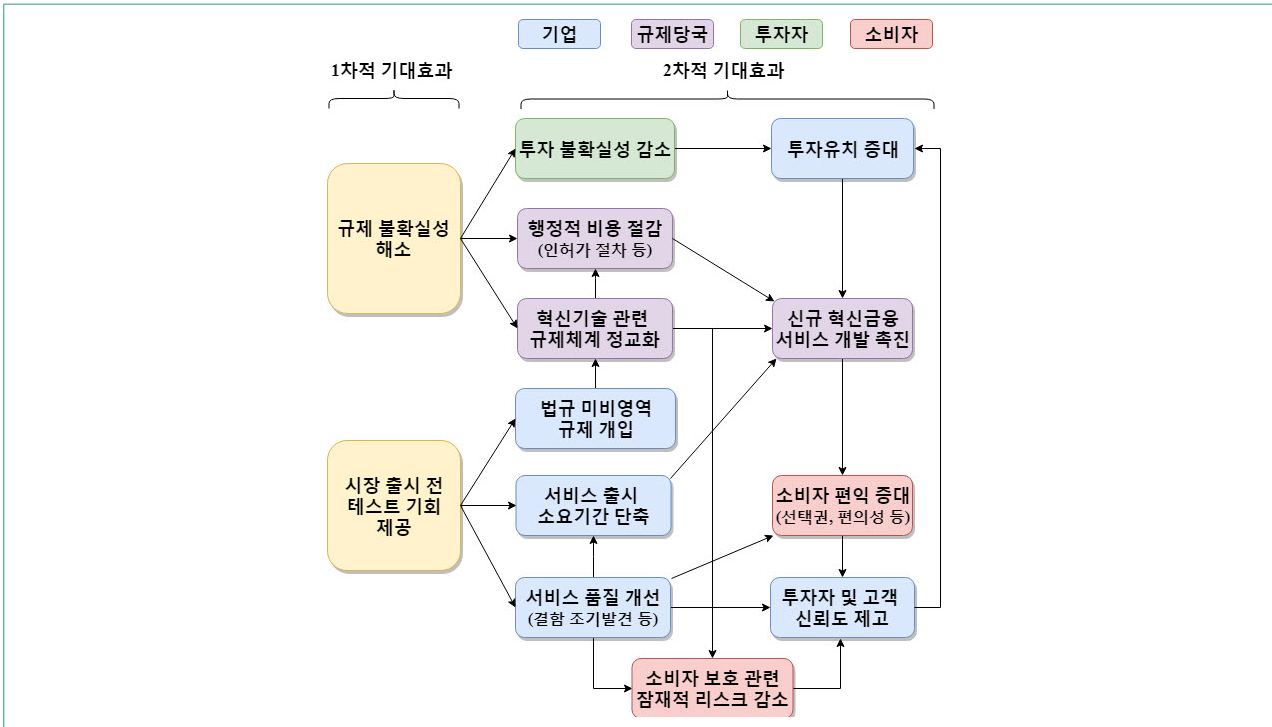 기업
규제당국
투자자
소비자
1차적 기대효과
2차적 기대효과
규제 불확실성
해소
시장 출시 전
테스트 기회
제공
투자 불확실성 감소
행정적 비용 절감
(인허가 절차 등)
혁신기술 관련
규제체계 정교화
법규 미비영역
규제 개입
서비스 출시
소요기간 단축
서비스 품질 개선
(결함 조기발견 등)
소비자 보호 관련
잠재적 리스크 감소
투자유치 증대
신규 혁신금융
서비스 개발 촉진
소비자 편익 증대
(선택권, 편의성 등)
투자자 및 고객
신뢰도 제고